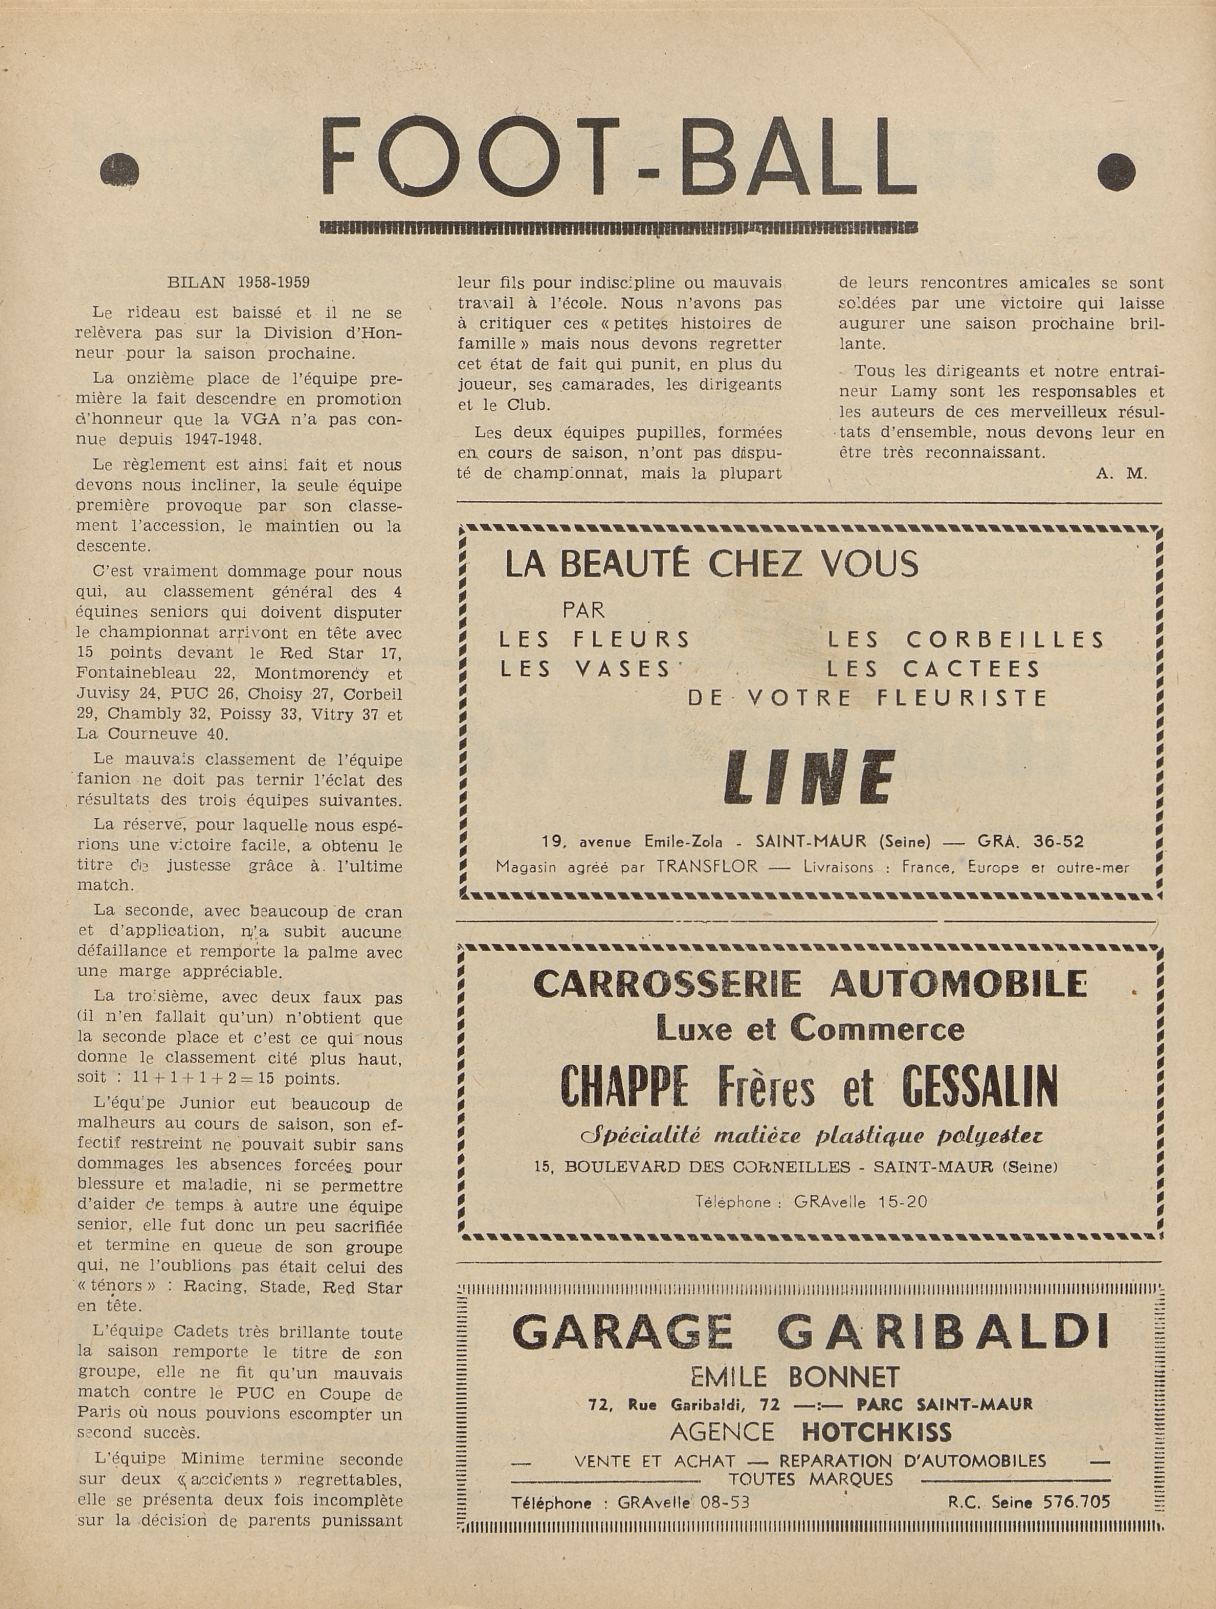 FOOT-BALL
BILAN 1958-1959
Le rideau est baissé et il ne se
relèvera pas sur la Division d'Hon-
neur pour la saison prochaine.
La onzième place de l'équipe pre-
mière la fait descendre en promotion
d'honneur que la VGA n'a pas con-
nue depuis 1947-1948.
Le règlement est ainsi fait et nous
devons nous incliner, la seule équipe
première provoque par son classe-
ment l'accession, le maintien ou la
descente.
C'est vraiment dommage pour nous
qui, au classement général des 4
équines seniors qui doivent disputer
le championnat arrivont en tête avec
15 points devant le Red Star 17,
Fontainebleau 22, Montmorency et
Juvisy 24, PUC 26, Choisy 27, Corbeil
29, Chambly 32, Poissy 33, Vitry 37 et
La Courneuve 40.
Le mauvais classement de l'équipe
fanion ne doit pas ternir l'éclat des
résultats des trois équipes suivantes.
La réserve, pour laquelle nous espé-
rions une victoire facile, a obtenu le
titre de justesse grâce à l'ultime
match.
La seconde, avec beaucoup de cran
et d'application, n'a subit aucune
défaillance et remporte la palme avec
une marge appréciable.
La troisième, avec deux faux pas
(il n'en fallait qu'un) n'obtient que
la seconde place et c'est ce qui nous
donne le classement cité plus haut,
soit : 11 + 1 + 1 + 2 = 15 points.
L'équipe Junior eut beaucoup de
malheurs au cours de saison, son ef-
fectif restreint ne pouvait subir sans
dommages les absences forcées pour
blessure et maladie, ni se permettre
d'aider de temps à autre une équipe
senior, elle fut donc un peu sacrifiée
et termine en queue de son groupe
qui, ne l'oublions pas était celui des
« ténors » : Racing, Stade, Red Star
en tête.
L'équipe Cadets très brillante toute
la saison remporte le titre de son
groupe, elle ne fit qu'un mauvais
match contre le PUC en Coupe de
Paris où nous pouvions escompter un
second succès.
L'équipe Minime termine seconde
sur deux « accidents » regrettables,
elle se présenta deux fois incomplète
sur la décision de parents punissant
leur fils pour indiscipline ou mauvais
travail à l'école. Nous n'avons pas
à critiquer ces « petites histoires de
famille » mais nous devons regretter
cet état de fait qui punit, en plus du
joueur, ses camarades, les dirigeants
et le Club.
Les deux équipes pupilles, formées
en cours de saison, n'ont pas dispu-
té de championnat, mais la plupart
de leurs rencontres amicales se sont
soldées par une victoire qui laisse
augurer une saison prochaine bril-
lante.
Tous les dirigeants et notre entraî-
neur Lamy sont les responsables et
les auteurs de ces merveilleux résul-
tats d'ensemble, nous devons leur en
être très reconnaissant.
A. M.
LA BEAUTÉ CHEZ VOUS
PAR
LES FLEURS LES CORBEILLES
LES VASES LES CACTEES
DE VOTRE FLEURISTE
LINE
19, avenue Emile-Zola - SAINT-MAUR (Seine) — GRA. 36-52
Magasin agréé par TRANSFLOR — Livraisons : France, Europe et outre-mer
CARROSSERIE AUTOMOBILE
Luxe et Commerce
CHAPPE Frères et GESSALIN
Spécialité matière plastique polyester
15, BOULEVARD DES CORNEILLES - SAINT-MAUR (Seine)
Téléphone : GRAvelle 15-20
GARAGE GARIBALDI
EMILE BONNET
72, Rue Garibaldi, 72 —:— PARC SAINT-MAUR
AGENCE HOTCHKISS
— VENTE ET ACHAT — REPARATION D'AUTOMOBILES —
TOUTES MARQUES
Téléphone : GRAvelle 08-53 R.C. Seine 576.705